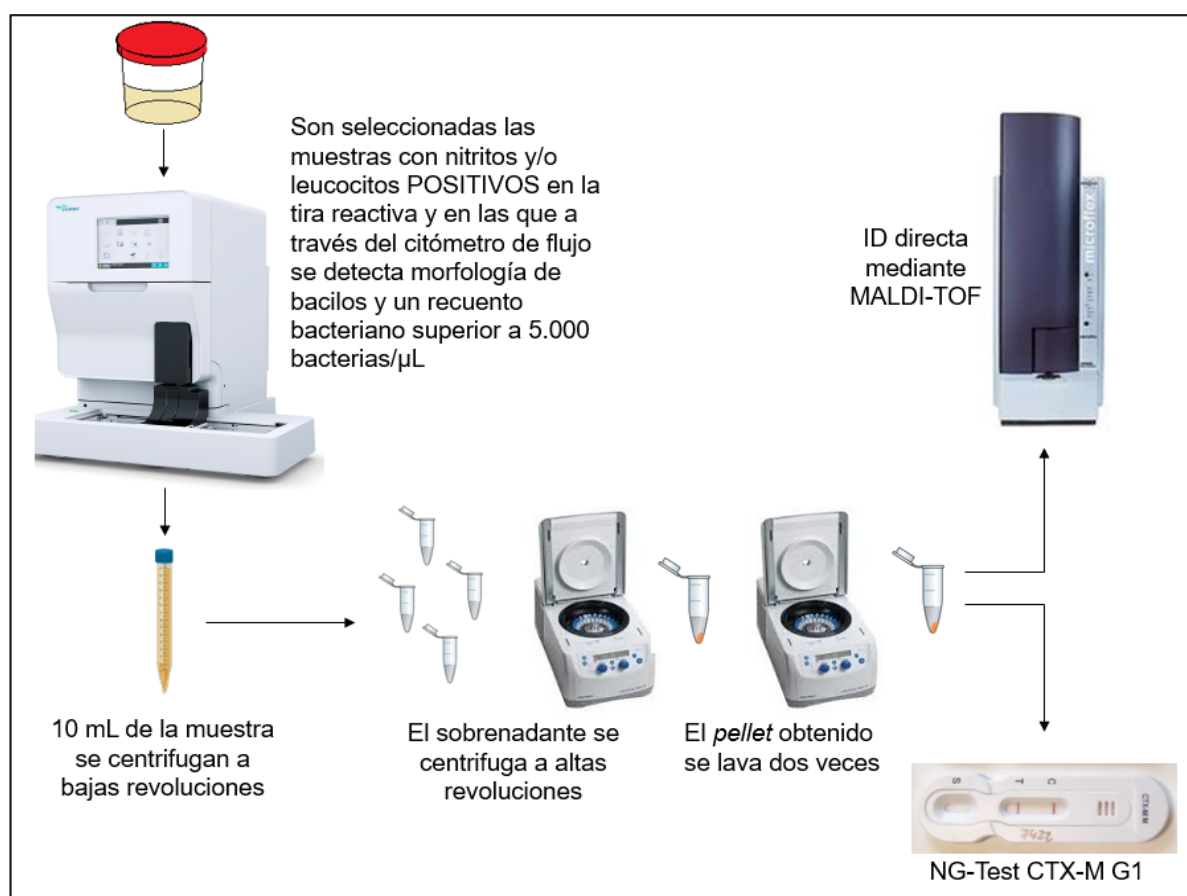 Son seleccionadas las
muestras con nitritos y/o
leucocitos POSITIVOS en la
tira reactiva y en las que a
través del citómetro de flujo
se detecta morfología de
bacilos y un recuento
bacteriano superior a 5.000
bacterias/µL
ID directa
mediante
MALDI-TOF
microflex
10 mL de la muestra
se centrifugan a
bajas revoluciones
El sobrenadante se
centrifuga a altas
revoluciones
El pellet obtenido
se lava dos veces
S T C
CTX-M M
7422
NG-Test CTX-M G1